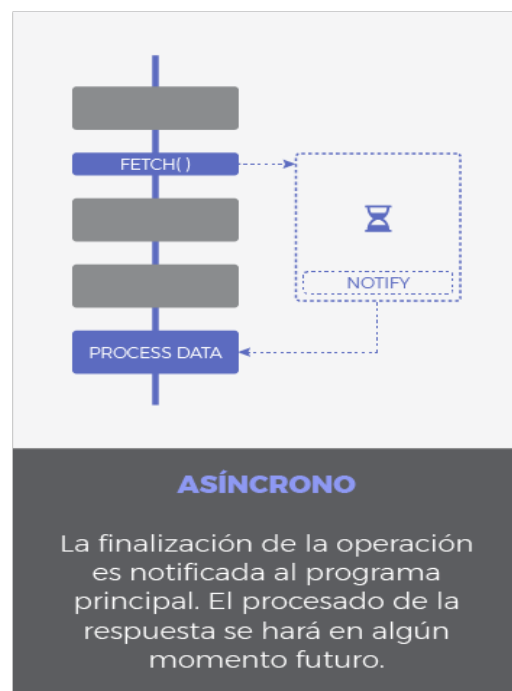 FETCH( )
NOTIFY
PROCESS DATA
ASÍNCRONO
La finalización de la operación
es notificada al programa
principal. El procesado de la
respuesta se hará en algún
momento futuro.